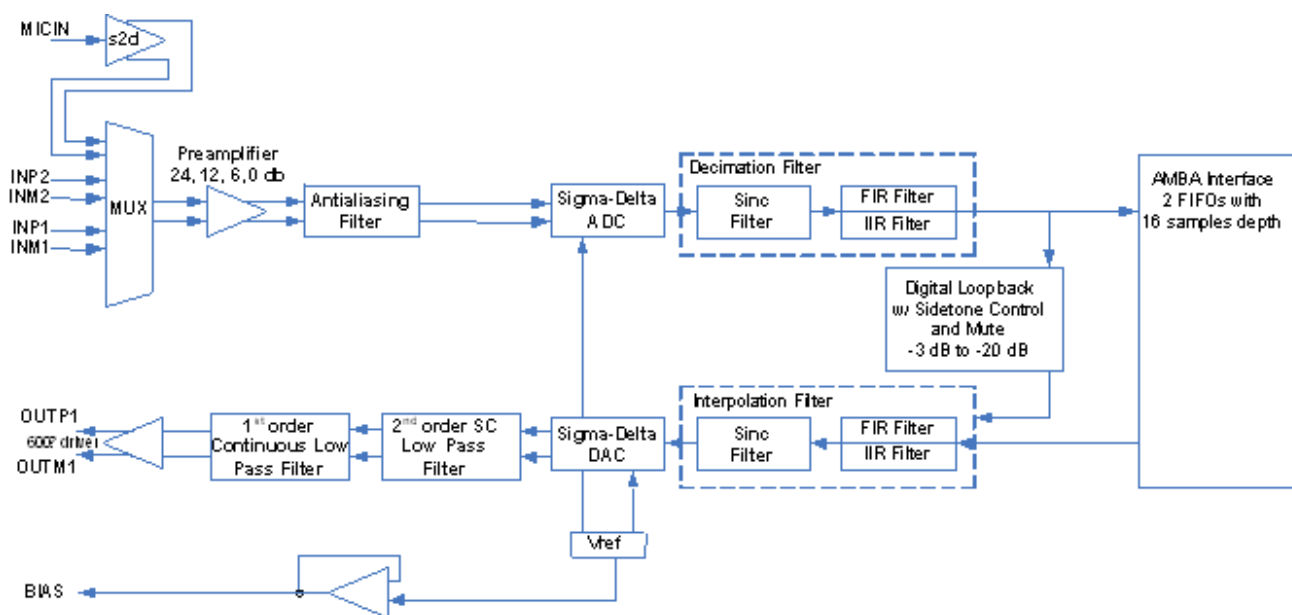 MICIN
s2d
MUX
INP2
INM2
INP1
INM1
Preamplifier
24, 12, 6,0 db
Antialiasing
Filter
Sigma-Delta
ADC
Decimation Filter
Sinc
Filter
FIR Filter
IIR Filter
AMBA Interface
2 FIFOs with
16 samples depth
Digital Loopback
w/ Sidetone Control
and Mute
-3 dB to -20 dB
OUTP1
600? driver
OUTM1
1st order
Continuous Low
Pass Filter
2nd order SC
Low Pass
Filter
Sigma-Delta
DAC
Interpolation Filter
Sinc
Filter
FIR Filter
IIR Filter
Vref
BIAS